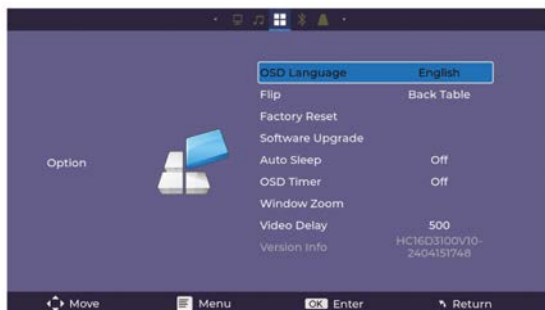 OSD Language English
Flip Back Table
Factory Reset
Software Upgrade
Option
Auto Sleep Off
OSD Timer Off
Window Zoom
Video Delay 500
Version Info HC16D3100V10-
2404151748
Move Menu OK Enter Return